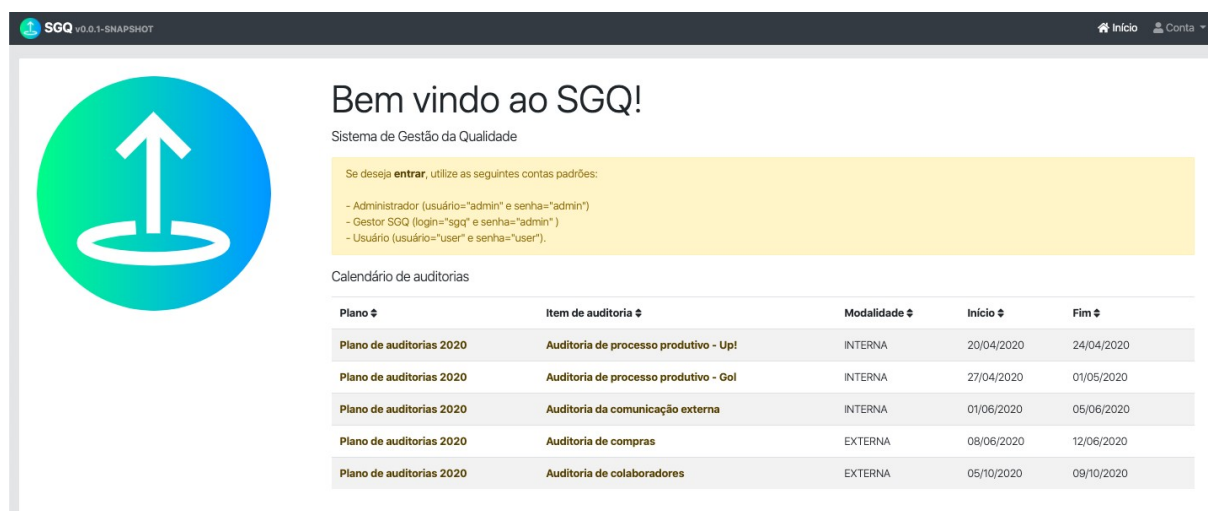 SGQ v0.0.1-SNAPSHOT
Início Conta
Bem vindo ao SGQ!
Sistema de Gestão da Qualidade
Se deseja entrar, utilize as seguintes contas padrões:
- Administrador (usuário="admin" e senha="admin")
- Gestor SGQ (login="sgq" e senha="admin" )
- Usuário (usuário="user" e senha="user").
Calendário de auditorias
Plano Item de auditoria Modalidade Início Fim
Plano de auditorias 2020 Auditoria de processo produtivo - Up! INTERNA 20/04/2020 24/04/2020
Plano de auditorias 2020 Auditoria de processo produtivo - Gol INTERNA 27/04/2020 01/05/2020
Plano de auditorias 2020 Auditoria da comunicação externa INTERNA 01/06/2020 05/06/2020
Plano de auditorias 2020 Auditoria de compras EXTERNA 08/06/2020 12/06/2020
Plano de auditorias 2020 Auditoria de colaboradores EXTERNA 05/10/2020 09/10/2020